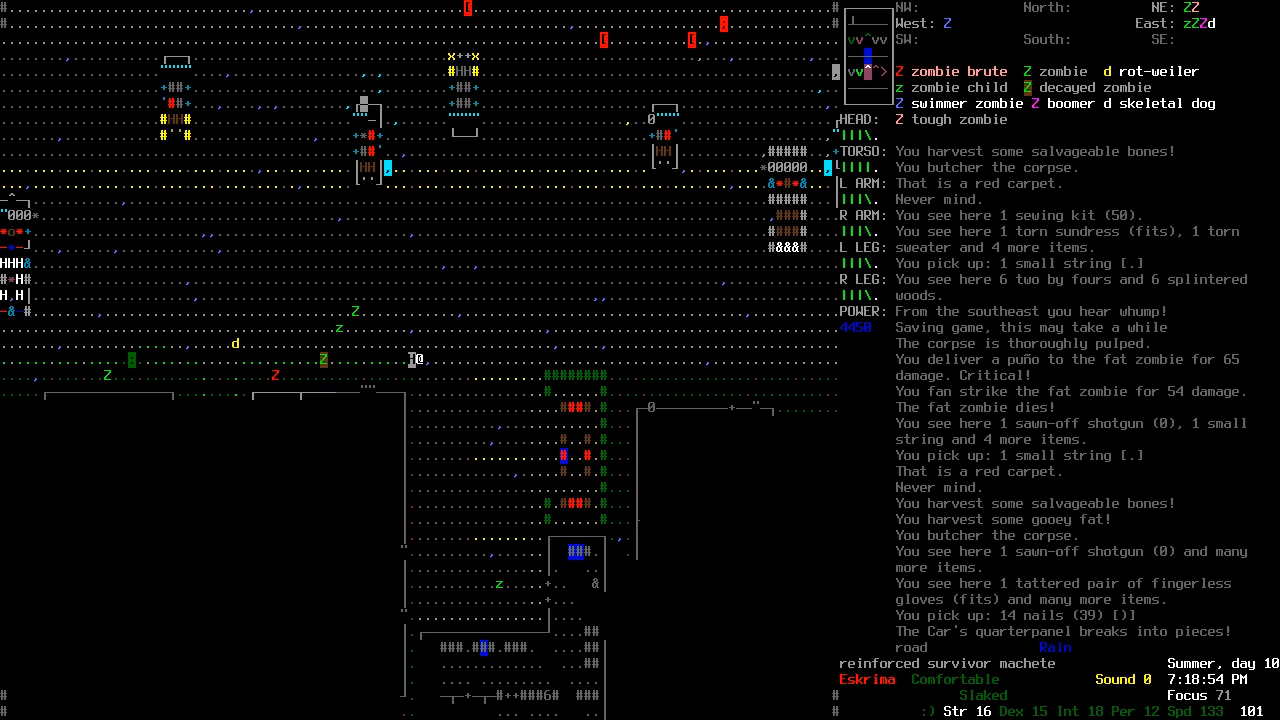 NW: North: NE: ZZ
West: Z East: zZZd
SW: South: SE:
Z zombie brute Z zombie d rot-weiler
z zombie child Z decayed zombie
Z swimmer zombie Z boomer d skeletal dog
Z tough zombie
HEAD:
TORSO:
L ARM:
R ARM:
L LEG:
R LEG:
POWER:
4450
You harvest some salvageable bones!
You butcher the corpse.
That is a red carpet.
Never mind.
You see here 1 sewing kit (50).
You see here 1 torn sundress (fits), 1 torn
sweater and 4 more items.
You pick up: 1 small string [.]
You see here 6 two by fours and 6 splintered
woods.
From the southeast you hear whump!
Saving game, this may take a while
The corpse is thoroughly pulped.
You deliver a puño to the fat zombie for 65
damage. Critical!
You fan strike the fat zombie for 54 damage.
The fat zombie dies!
You see here 1 sawn-off shotgun (0), 1 small
string and 4 more items.
You pick up: 1 small string [.]
That is a red carpet.
Never mind.
You harvest some salvageable bones!
You harvest some gooey fat!
You butcher the corpse.
You see here 1 sawn-off shotgun (0) and many
more items.
You see here 1 tattered pair of fingerless
gloves (fits) and many more items.
You pick up: 14 nails (39) [)]
The Car's quarterpanel breaks into pieces!
road Rain
reinforced survivor machete Summer, day 10
Eskrima Comfortable Sound 0 7:18:54 PM
Slaked Focus 71
:) Str 16 Dex 15 Int 18 Per 12 Spd 133 101